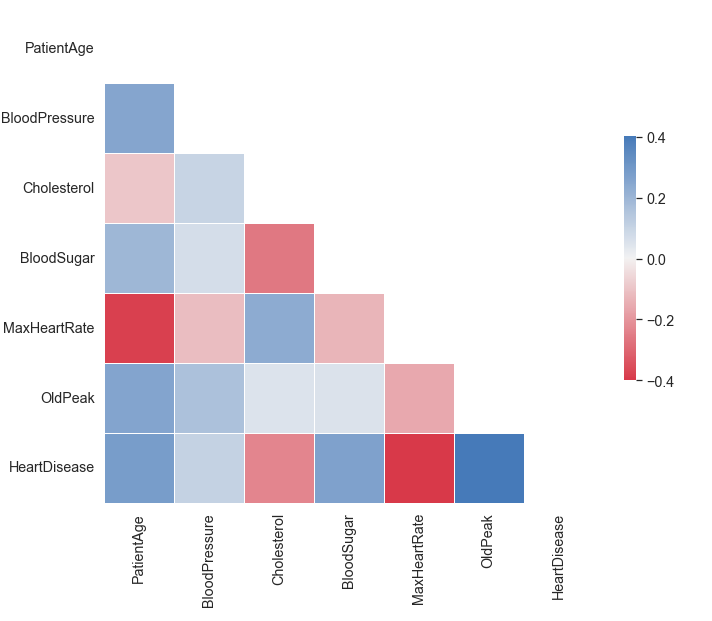 PatientAge
BloodPressure
Cholesterol
BloodSugar
MaxHeartRate
OldPeak
HeartDisease
PatientAge
BloodPressure
Cholesterol
BloodSugar
MaxHeartRate
OldPeak
HeartDisease
0.4
0.2
0.0
−0.2
−0.4